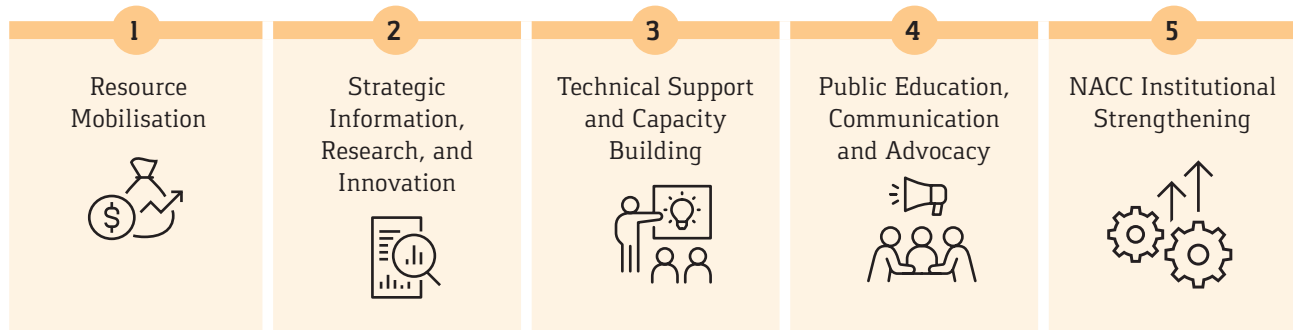 1
Resource
Mobilisation
$
2
Strategic
Information,
Research, and
Innovation
3
Technical Support
and Capacity
Building
4
Public Education,
Communication
and Advocacy
5
NACC Institutional
Strengthening